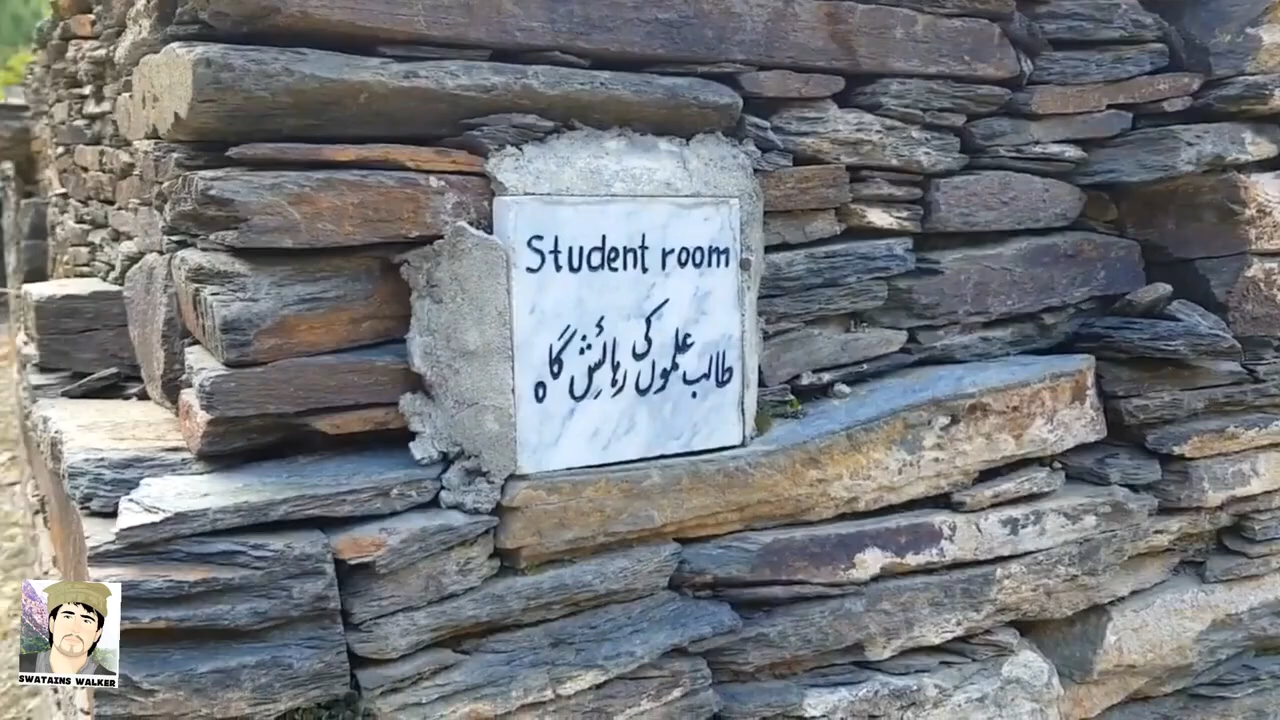 Student room
طالب علموں کی رہائش گاہ
SWATAINS WALKER